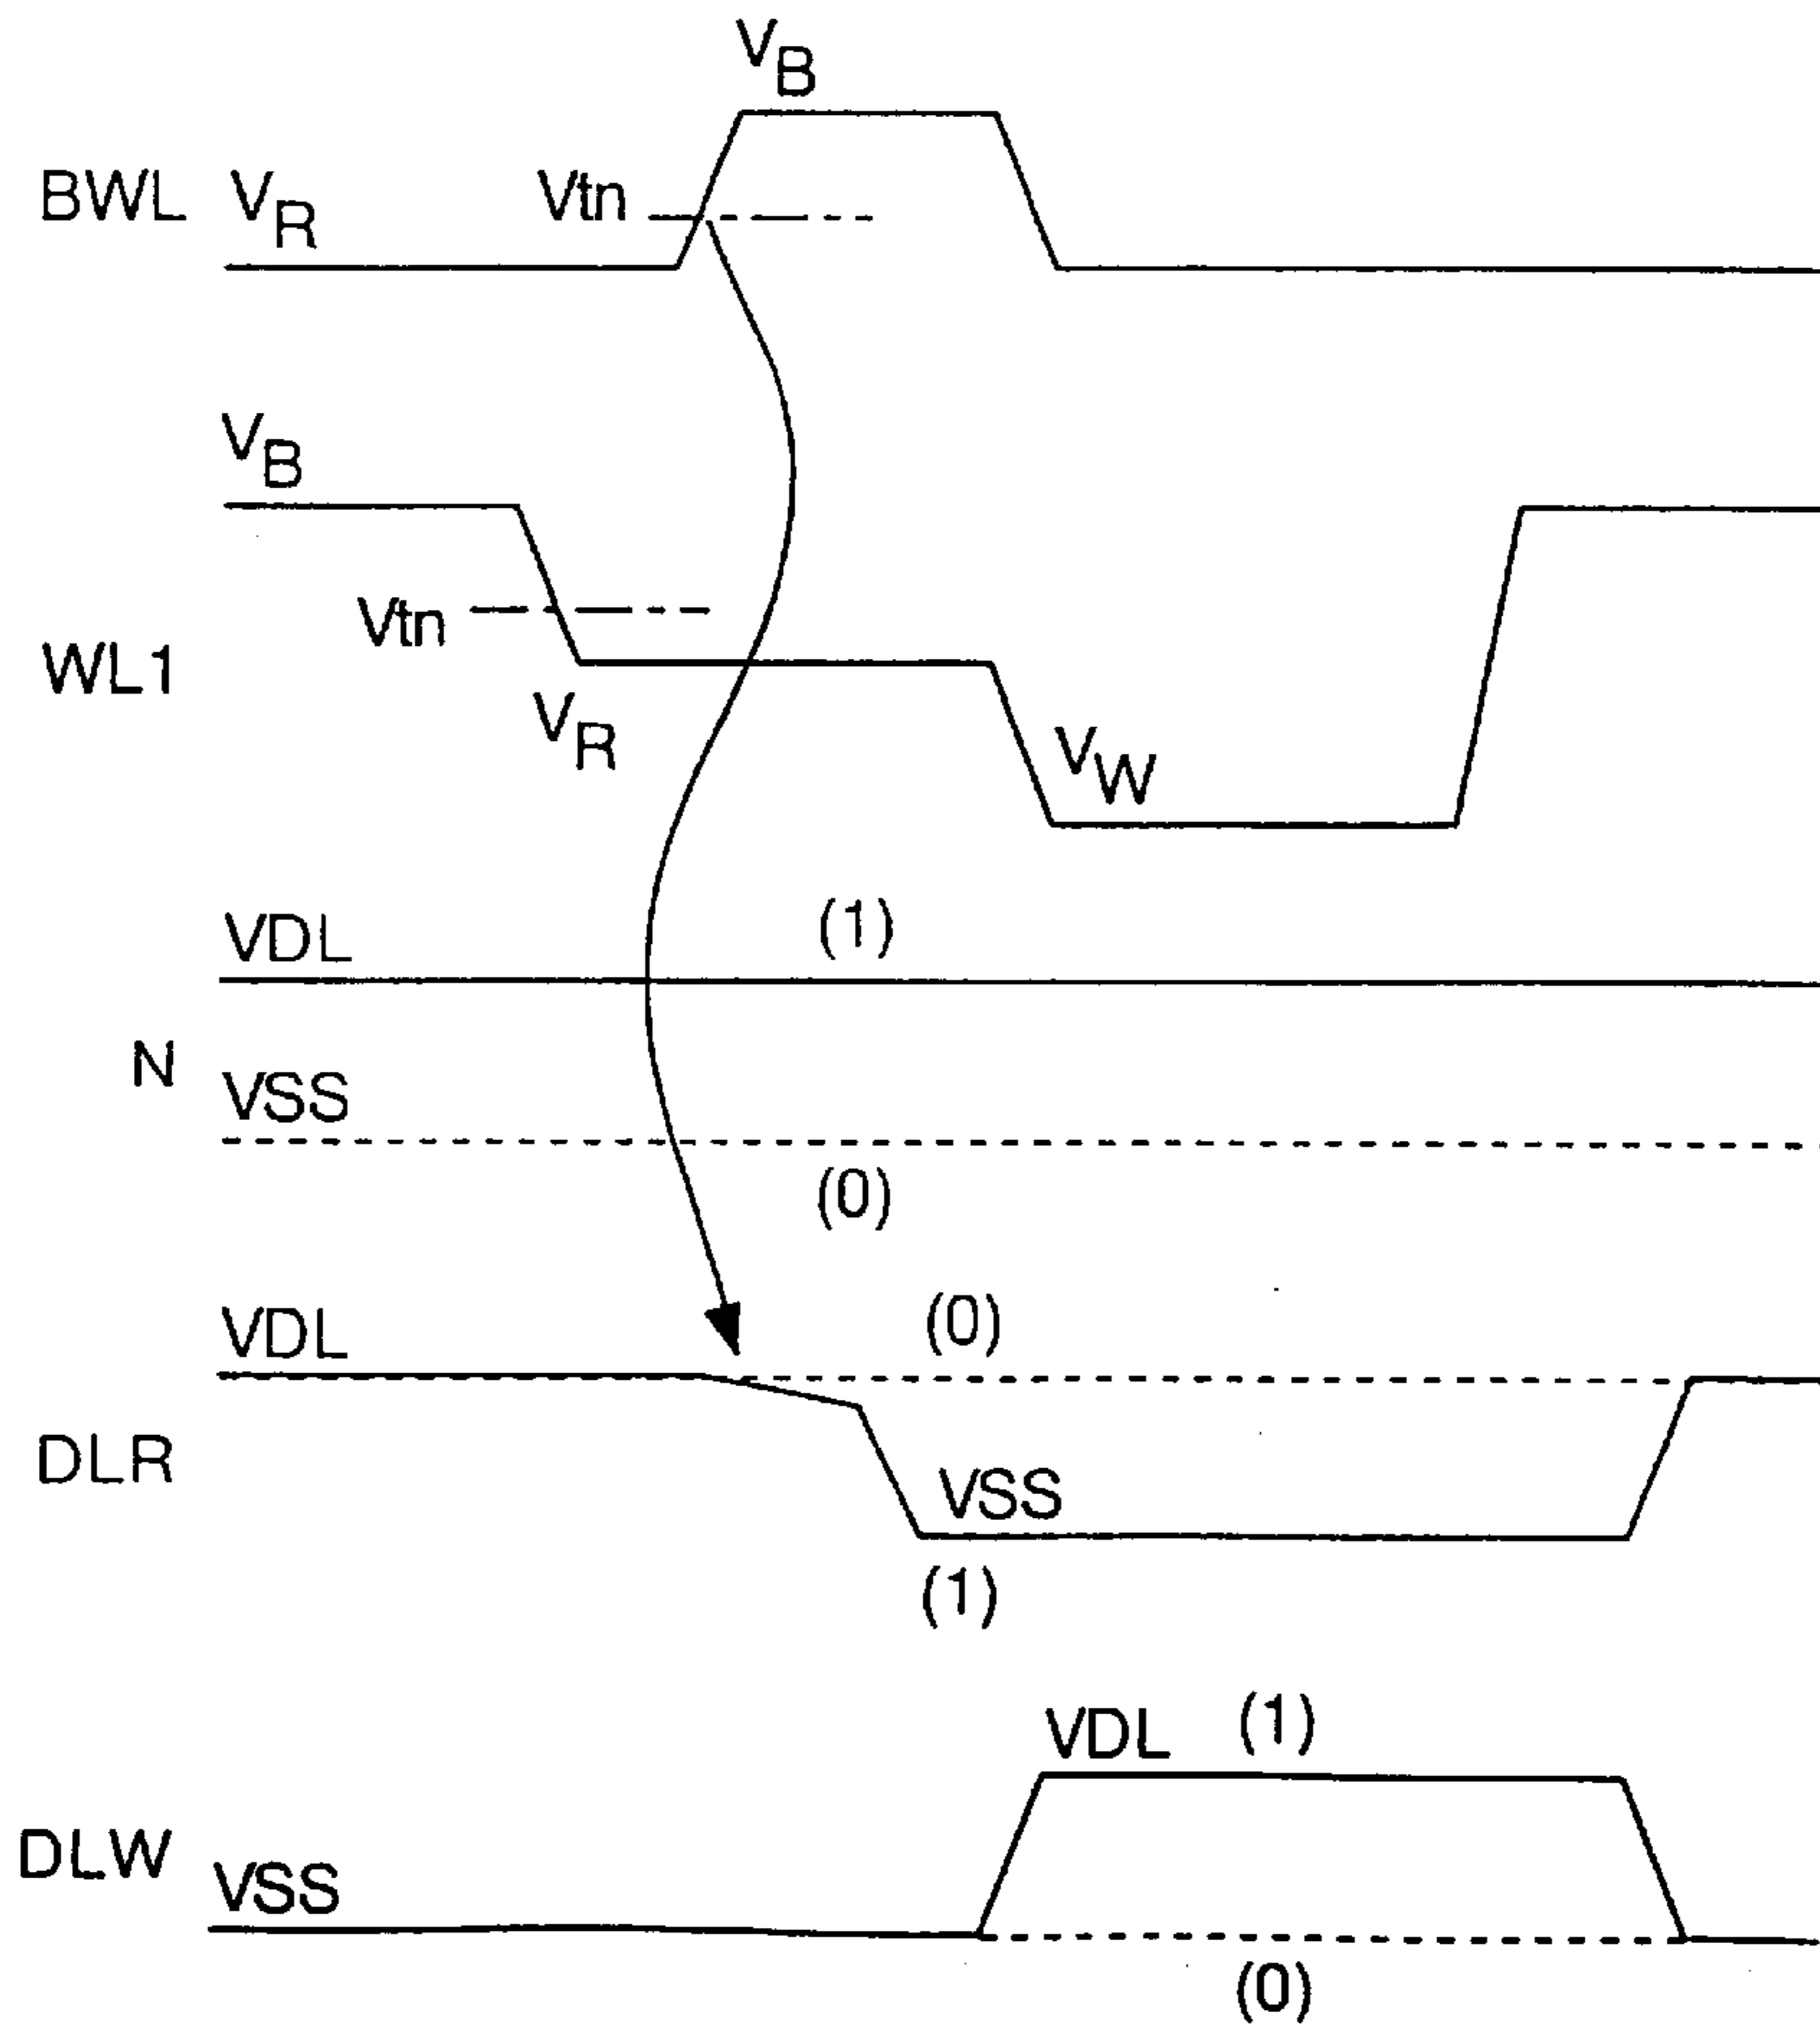 VB
BWL VR Vtn
VB
Vtn
WL1
VR
VW
VDL (1)
N
VSS
(0)
VDL (0)
DLR
VSS
(1)
VDL (1)
DLW VSS
(0)